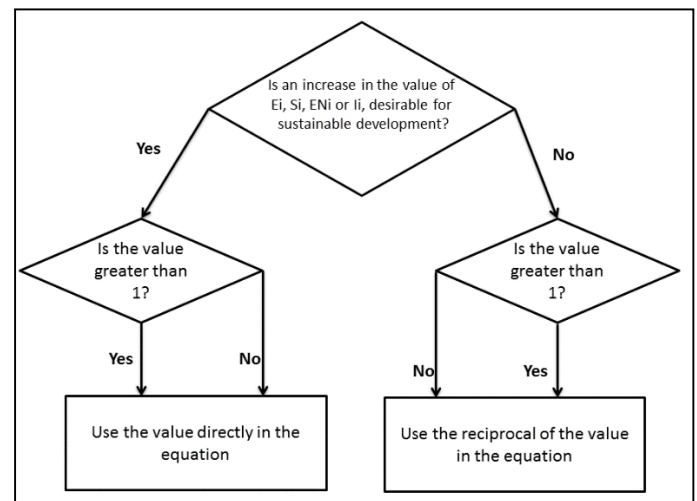 Is an increase in the value of
Ei, Si, ENi or Ii, desirable for
sustainable development?
Yes
No
Is the value
greater than
1?
Is the value
greater than
1?
Yes
No
No
Yes
Use the value directly in the
equation
Use the reciprocal of the value
in the equation